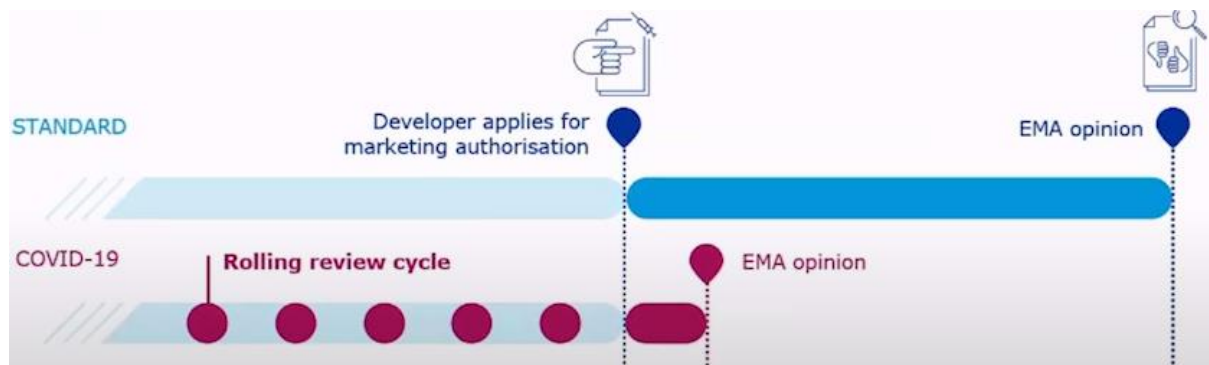 STANDARD
Developer applies for
marketing authorisation
EMA opinion
COVID-19
Rolling review cycle
EMA opinion